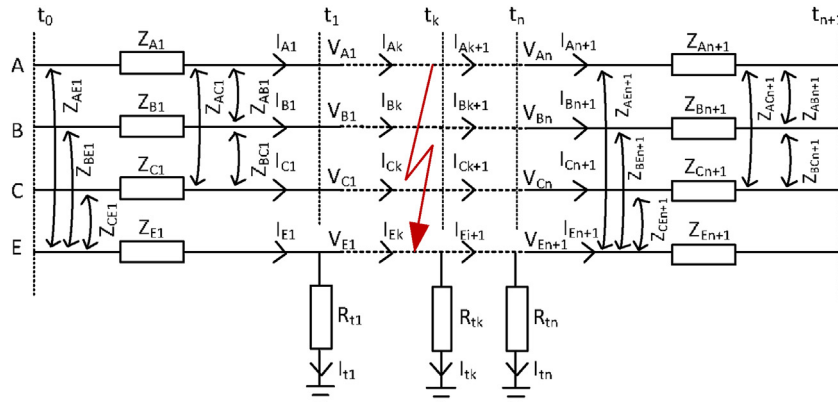 t0 t1 tk tn tn+1
A ZA1 IA1 VA1 IAk IAk+1 VAn IAn+1 ZAn+1
ZAE1 ZAC1 ZAB1 ZAEn+1 ZACn+1 ZABn+1
B ZB1 IB1 VB1 IBk IBk+1 VBn IBn+1 ZBn+1
ZBE1 ZBC1 ZBEn+1 ZBCn+1
C ZC1 IC1 VC1 ICk ICk+1 VCn ICn+1 ZCn+1
ZCE1 ZCEn+1
E ZE1 IE1 VE1 IEk IEi+1 VEn+1 IEn+1 ZEn+1
Rt1 Rtk Rtn
It1 Itk Itn